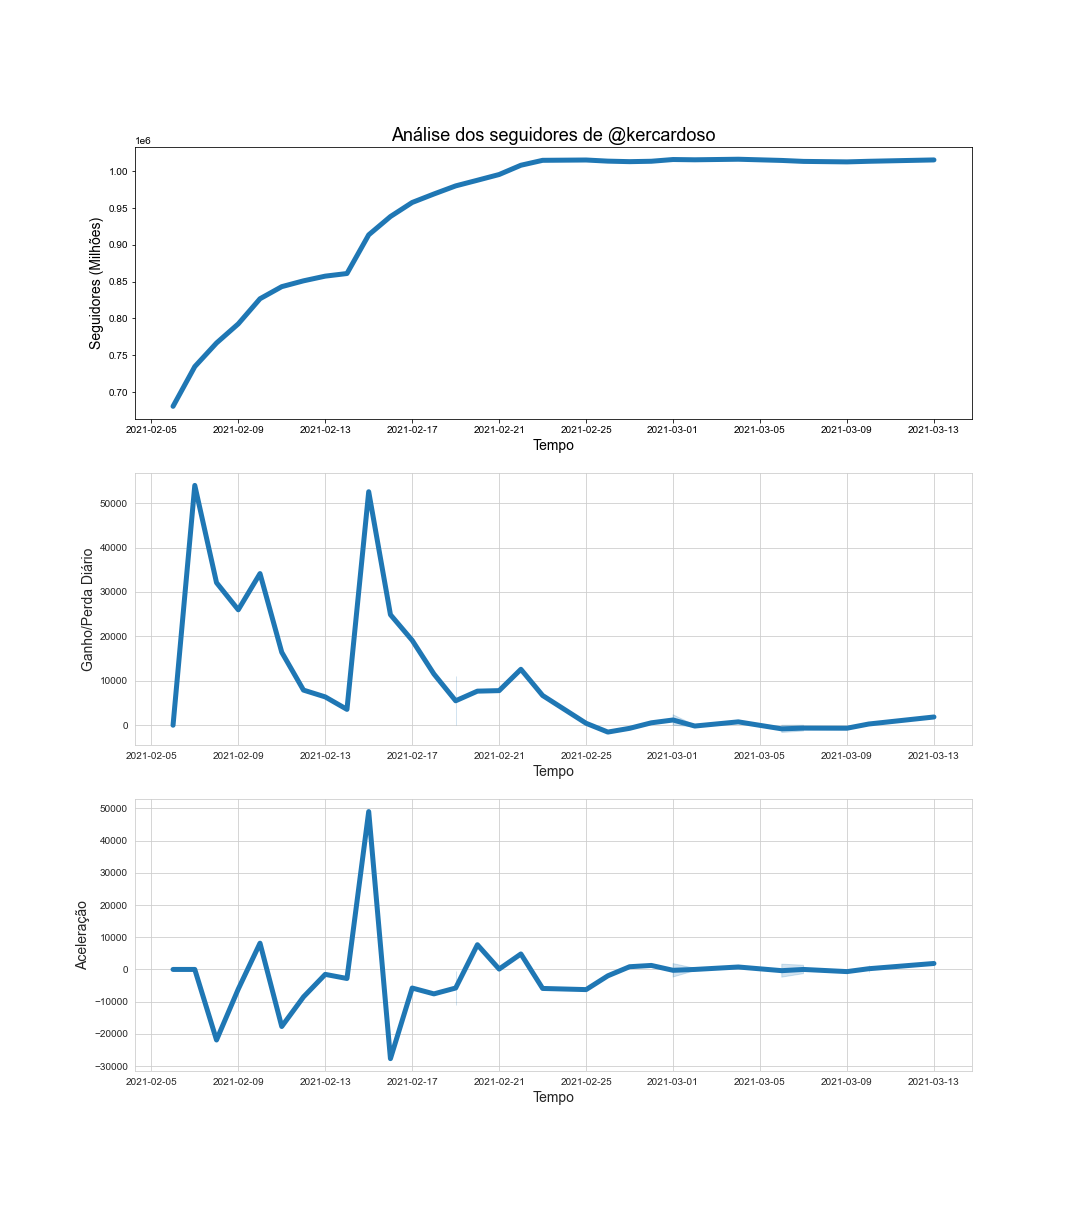 Análise dos seguidores de @kercardoso
1e6
1.00
0.95
0.90
0.85
0.80
0.75
0.70
Seguidores (Milhões)
2021-02-05 2021-02-09 2021-02-13 2021-02-17 2021-02-21 2021-02-25 2021-03-01 2021-03-05 2021-03-09 2021-03-13
Tempo
50000
40000
30000
20000
10000
0
Ganho/Perda Diário
2021-02-05 2021-02-09 2021-02-13 2021-02-17 2021-02-21 2021-02-25 2021-03-01 2021-03-05 2021-03-09 2021-03-13
Tempo
50000
40000
30000
20000
10000
0
−10000
−20000
−30000
Aceleração
2021-02-05 2021-02-09 2021-02-13 2021-02-17 2021-02-21 2021-02-25 2021-03-01 2021-03-05 2021-03-09 2021-03-13
Tempo